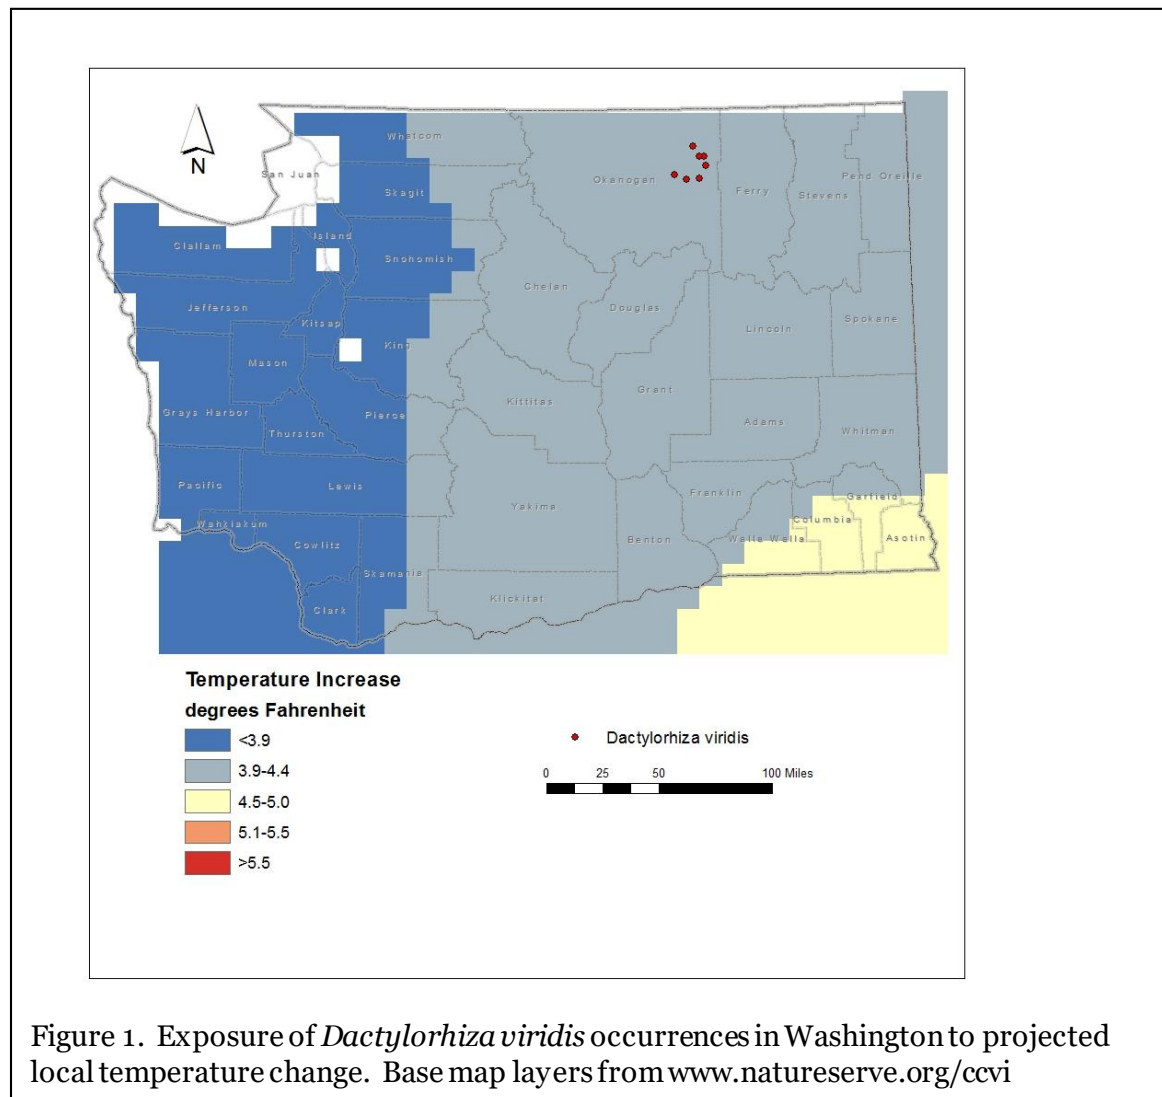 N
Whatcom
San Juan
Skagit
Okanogan
Ferry
Stevens
Pend Oreille
Clallam
Island
Snohomish
Chelan
Jefferson
Kitsap
King
Douglas
Lincoln
Spokane
Mason
Grays Harbor
Thurston
Pierce
Kittitas
Grant
Adams
Whitman
Pacific
Lewis
Yakima
Franklin
Garfield
Wahkiakum
Cowlitz
Skamania
Benton
Walla Walla
Columbia
Asotin
Clark
Klickitat
Temperature Increase
degrees Fahrenheit
<3.9
3.9-4.4
4.5-5.0
5.1-5.5
>5.5
Dactylorhiza viridis
0 25 50 100 Miles
Figure 1. Exposure of Dactylorhiza viridis occurrences in Washington to projected
local temperature change. Base map layers from www.natureserve.org/ccvi